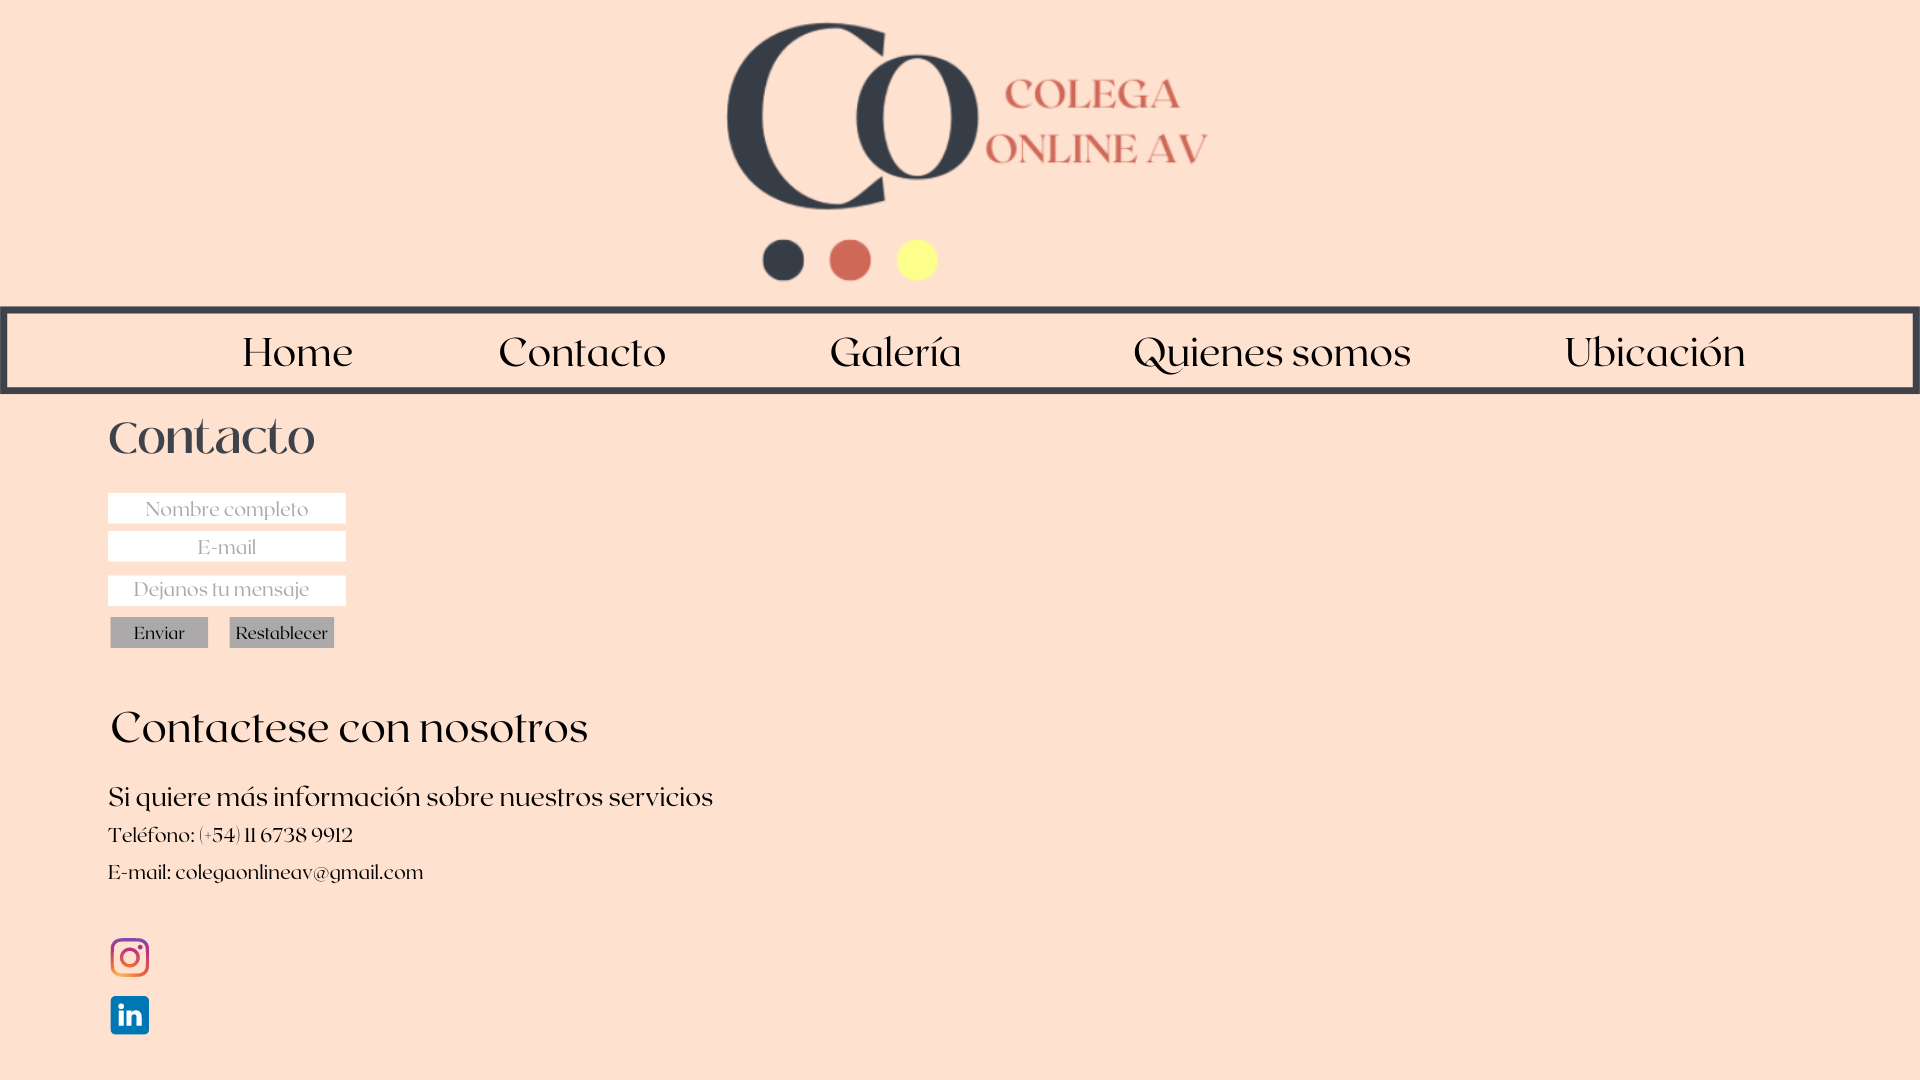 Co
COLEGA
ONLINE AV
Home Contacto Galería Quienes somos Ubicación
Contacto
Nombre completo
E-mail
Dejanos tu mensaje
Enviar Restablecer
Contactese con nosotros
Si quiere más información sobre nuestros servicios
Teléfono: (+54) 11 6738 9912
E-mail: colegaonlineav@gmail.com
in